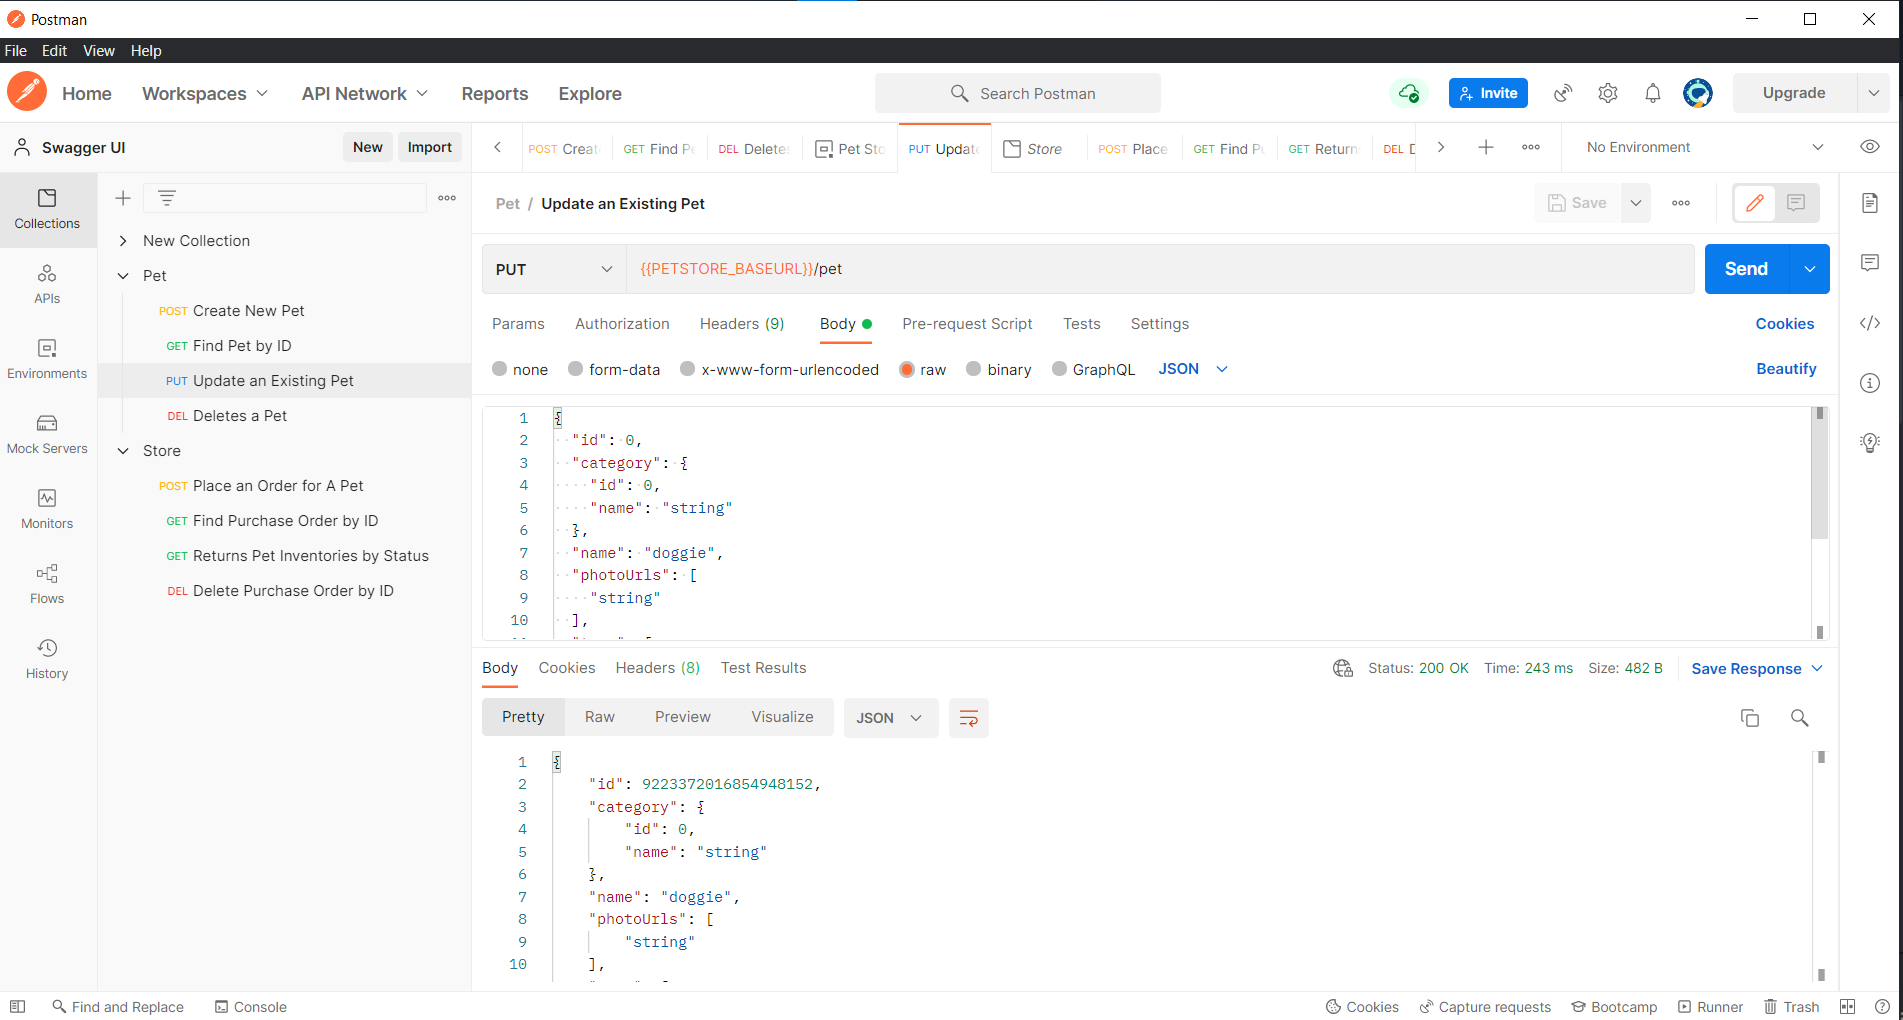 Postman
File Edit View Help
Home Workspaces API Network Reports Explore Search Postman Invite Upgrade
Swagger UI New Import
POST GET Find DEL Pet PUT Store POST Place GET Find GET DEL No Environment
Collections
APIs
Environments
Mock Servers
Monitors
Flows
History
New Collection
Pet
POST Create New Pet
GET Find Pet by ID
PUT Update an Existing Pet
DEL Deletes a Pet
Store
POST Place an Order for A Pet
GET Find Purchase Order by ID
GET Returns Pet Inventories by Status
DEL Delete Purchase Order by ID
Pet / Update an Existing Pet Save
PUT {{PETSTORE_BASEURL}}/pet Send
Params Authorization Headers (9) Body Pre-request Script Tests Settings Cookies
none form-data x-www-form-urlencoded raw binary GraphQL JSON Beautify
1 {
2 "id": 0,
3 "category": {
4 "id": 0,
5 "name": "string"
6 },
7 "name": "doggie",
8 "photoUrls": [
9 "string"
10 ],
Body Cookies Headers (8) Test Results Status: 200 OK Time: 243 ms Size: 482 B Save Response
Pretty Raw Preview Visualize JSON
1 {
2 "id": 9223372016854948152,
3 "category": {
4 "id": 0,
5 "name": "string"
6 },
7 "name": "doggie",
8 "photoUrls": [
9 "string"
10 ],
Find and Replace Console Cookies Capture requests Bootcamp Runner Trash